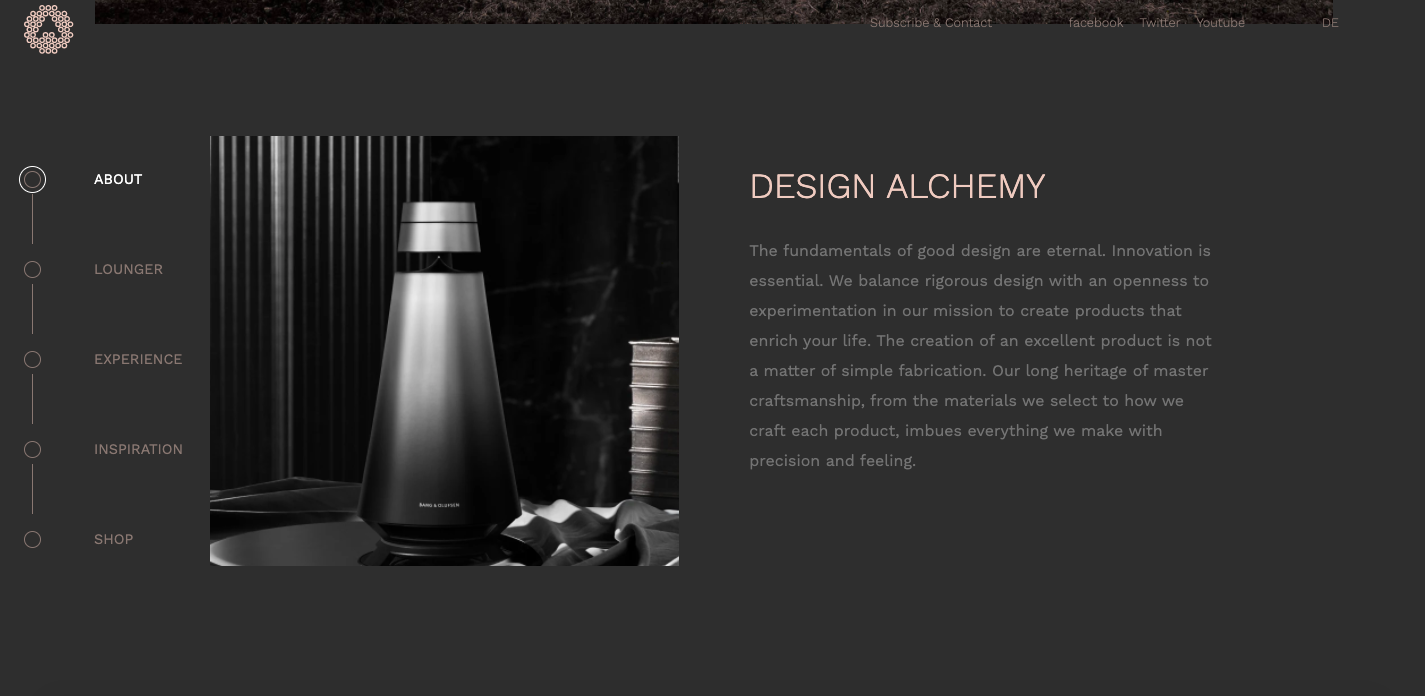 Subscribe & Contact facebook Twitter Youtube DE
ABOUT
LOUNGER
EXPERIENCE
INSPIRATION
SHOP
BANG & OLUFSEN
DESIGN ALCHEMY
The fundamentals of good design are eternal. Innovation is
essential. We balance rigorous design with an openness to
experimentation in our mission to create products that
enrich your life. The creation of an excellent product is not
a matter of simple fabrication. Our long heritage of master
craftsmanship, from the materials we select to how we
craft each product, imbues everything we make with
precision and feeling.